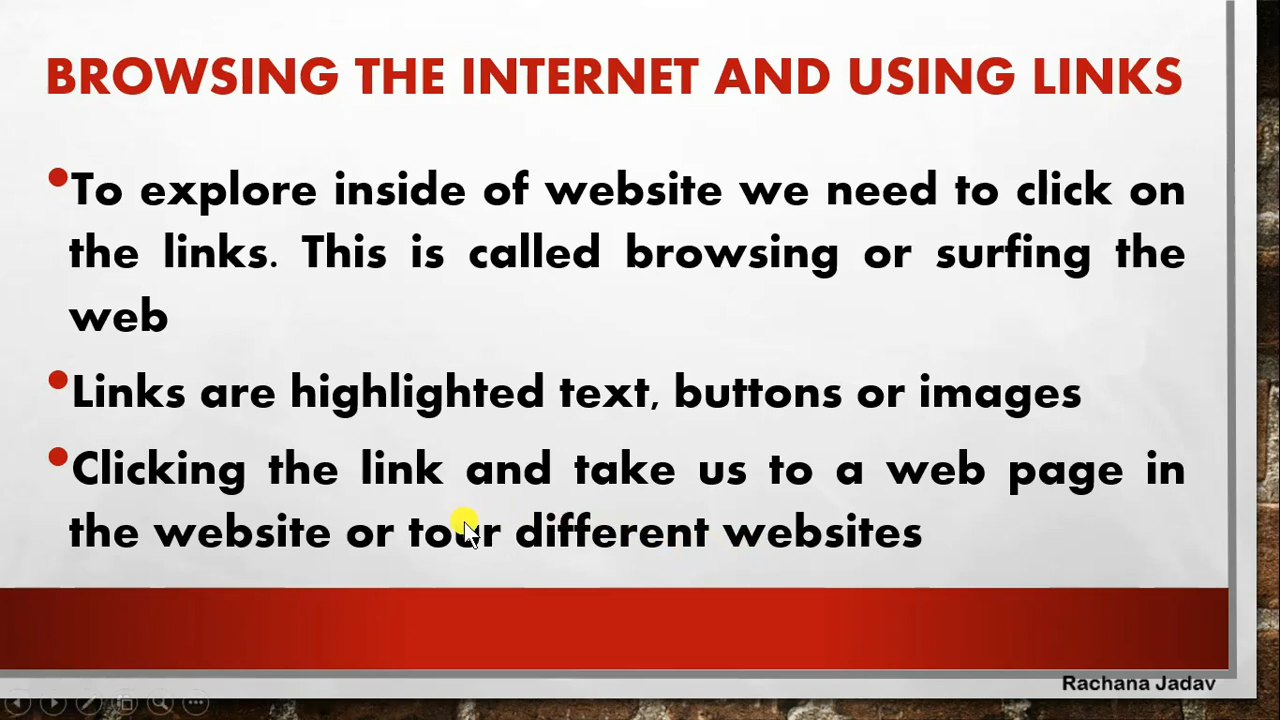 BROWSING THE INTERNET AND USING LINKS
•To explore inside of website we need to click on
the links. This is called browsing or surfing the
web
•Links are highlighted text, buttons or images
•Clicking the link and take us to a web page in
the website or tour different websites
Rachana Jadav